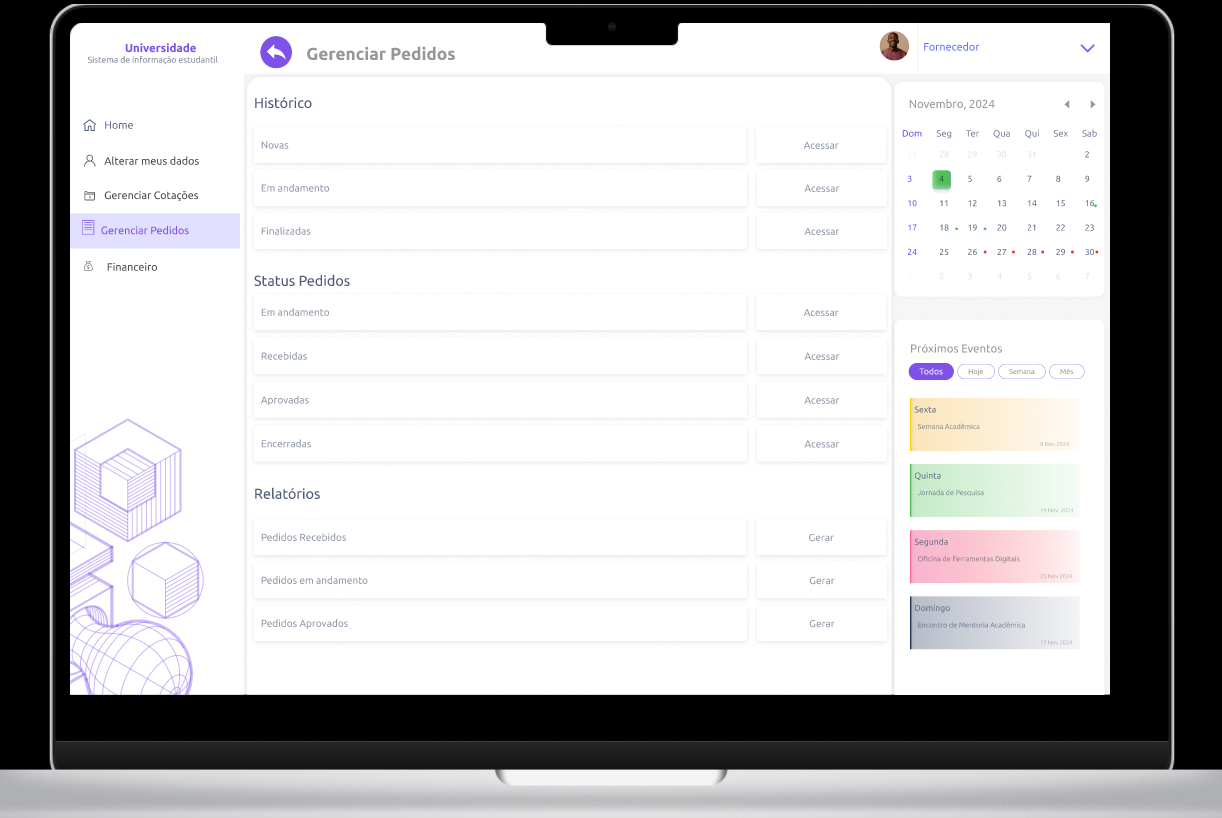 Universidade
Sistema de informação estudantil
Home
Alterar meus dados
Gerenciar Cotações
Gerenciar Pedidos
Financeiro
Gerenciar Pedidos
Fornecedor
Histórico
Novas Acessar
Em andamento Acessar
Finalizadas Acessar
Status Pedidos
Em andamento Acessar
Recebidas Acessar
Aprovadas Acessar
Encerradas Acessar
Relatórios
Pedidos Recebidos Gerar
Pedidos em andamento Gerar
Pedidos Aprovados Gerar
Novembro, 2024
Dom Seg Ter Qua Qui Sex Sab
27 28 29 30 31 2
3 4 5 6 7 8 9
10 11 12 13 14 15 16
17 18 19 20 21 22 23
24 25 26 27 28 29 30
1 2 3 4 5 6 7
Próximos Eventos
Todos Hoje Semana Mês
Sexta
Semana Acadêmica
8 Nov 2024
Quinta
Jornada de Pesquisa
14 Nov 2024
Segunda
Oficina de Ferramentas Digitais
25 Nov 2024
Domingo
Encontro de Mentoria Acadêmica
17 Nov 2024